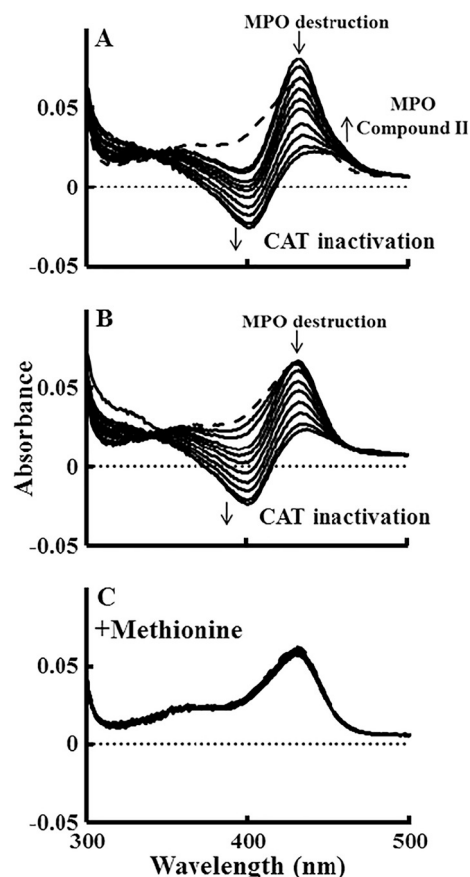 A
MPO destruction
0.05
MPO
Compound II
0
CAT inactivation
-0.05
B
MPO destruction
0.05
0
CAT inactivation
-0.05
Absorbance
C
+Methionine
0.05
0
-0.05
300
400
500
Wavelength (nm)